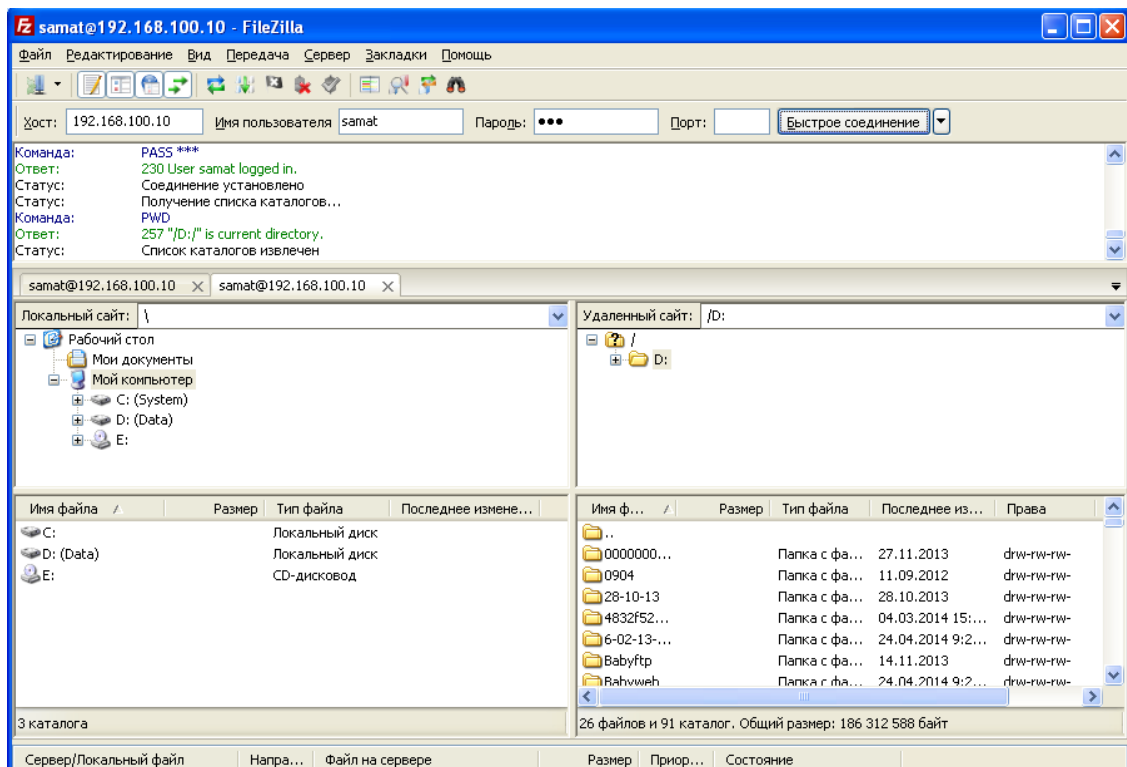 samat@192.168.100.10 - FileZilla
Файл Редактирование Вид Передача Сервер Закладки Помощь
Хост: 192.168.100.10 Имя пользователя samat Пароль: ●●● Порт: Быстрое соединение
Команда: PASS ***
Ответ: 230 User samat logged in.
Статус: Соединение установлено
Статус: Получение списка каталогов...
Команда: PWD
Ответ: 257 "/D:/" is current directory.
Статус: Список каталогов извлечен
samat@192.168.100.10 samat@192.168.100.10
Локальный сайт: \
Рабочий стол
Мои документы
Мой компьютер
C: (System)
D: (Data)
E:
Удаленный сайт: /D:
/
D:
Имя файла Размер Тип файла Последнее измене...
C: Локальный диск
D: (Data) Локальный диск
E: CD-дисковод
3 каталога
Имя ф... Размер Тип файла Последнее из... Права
..
0000000... Папка с фа... 27.11.2013 drw-rw-rw-
0904 Папка с фа... 11.09.2012 drw-rw-rw-
28-10-13 Папка с фа... 28.10.2013 drw-rw-rw-
4832f52... Папка с фа... 04.03.2014 15:... drw-rw-rw-
6-02-13-... Папка с фа... 24.04.2014 9:2... drw-rw-rw-
Babyftp Папка с фа... 14.11.2013 drw-rw-rw-
Babyweb Папка с фа... 24.04.2014 9:2... drw-rw-rw-
26 файлов и 91 каталог. Общий размер: 186 312 588 байт
Сервер/Локальный файл Напра... Файл на сервере Размер Приор... Состояние